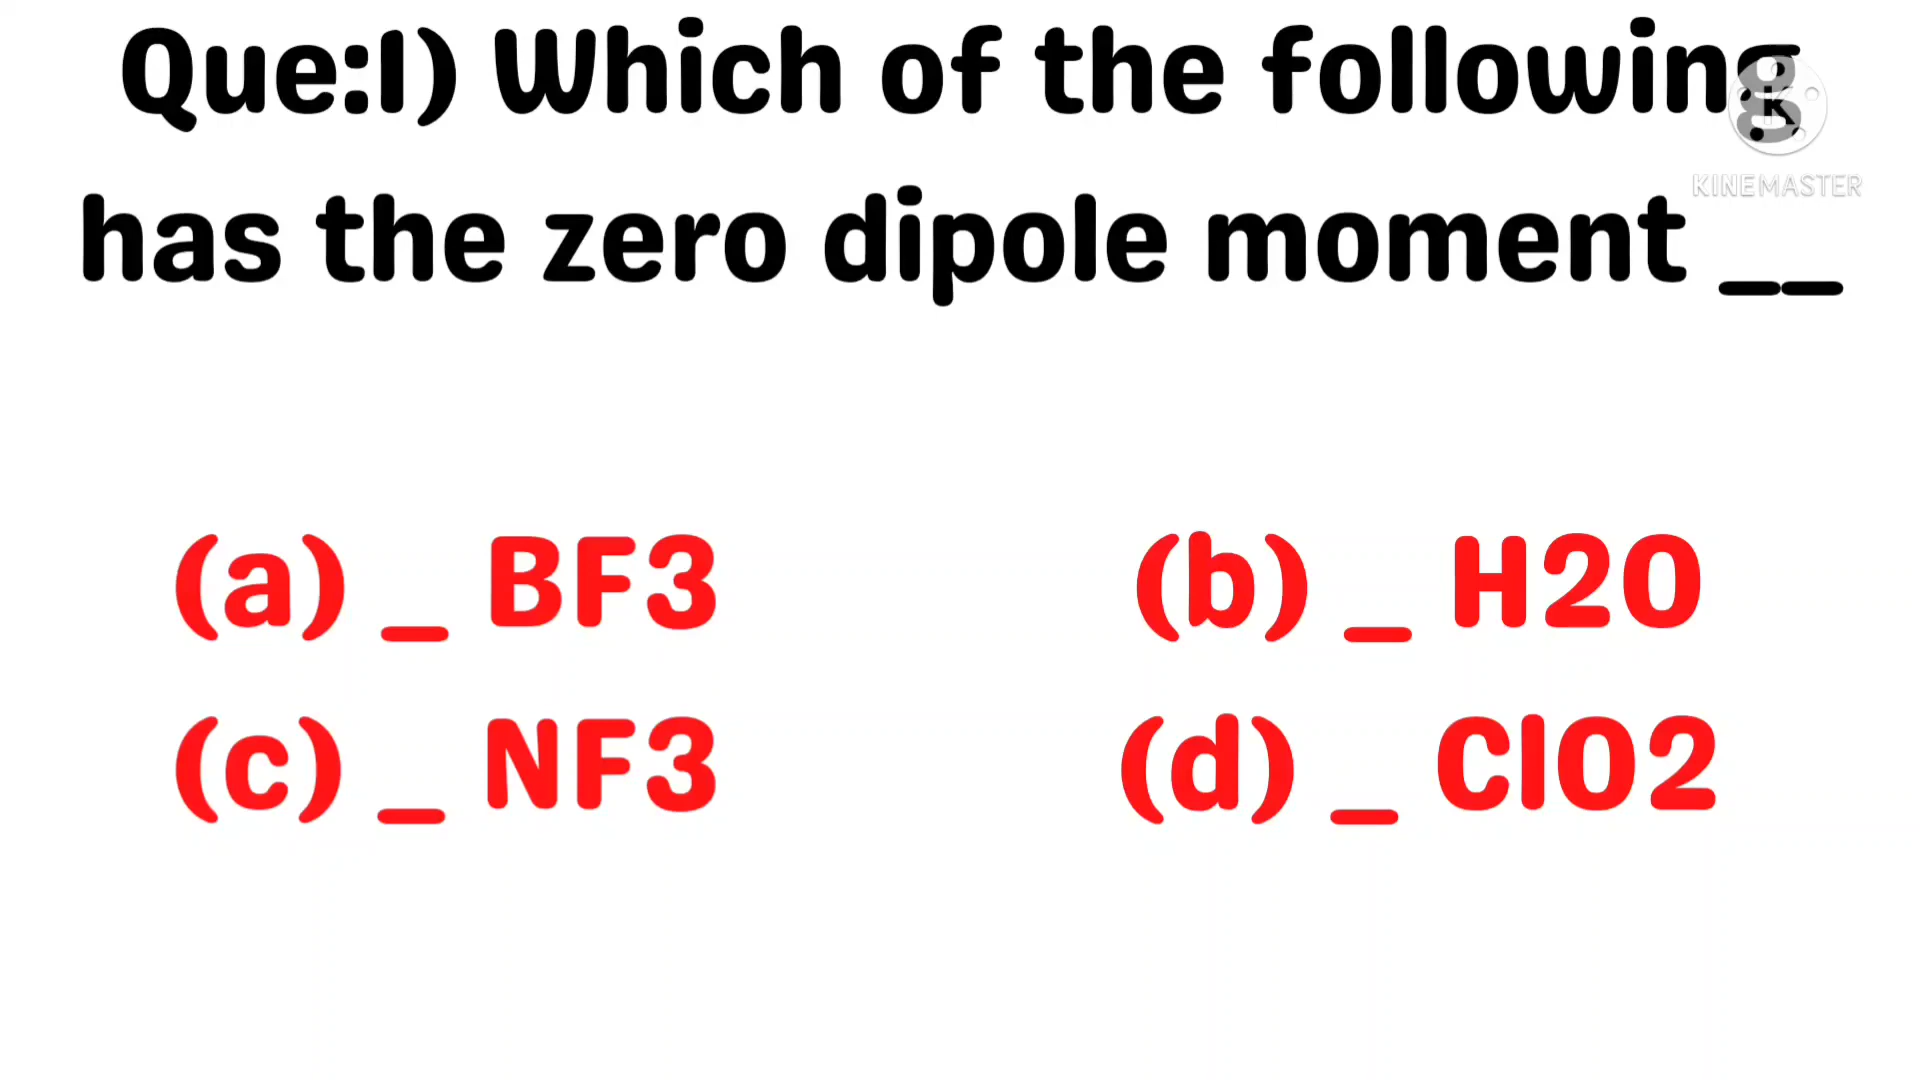 Que:1) Which of the following
KINEMASTER
has the zero dipole moment __
(a) _ BF3 (b) _ H2O
(c) _ NF3 (d) _ ClO2